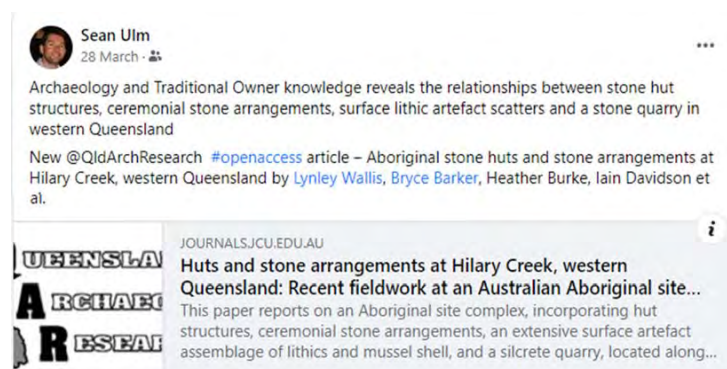 Sean Ulm
28 March ·
Archaeology and Traditional Owner knowledge reveals the relationships between stone hut
structures, ceremonial stone arrangements, surface lithic artefact scatters and a stone quarry in
western Queensland
New @QldArchResearch #openaccess article – Aboriginal stone huts and stone arrangements at
Hilary Creek, western Queensland by Lynley Wallis, Bryce Barker, Heather Burke, Iain Davidson et
al.
QUEENSLA
ARCHAEO
RESEAR
JOURNALS.JCU.EDU.AU
Huts and stone arrangements at Hilary Creek, western
Queensland: Recent fieldwork at an Australian Aboriginal site...
This paper reports on an Aboriginal site complex, incorporating hut
structures, ceremonial stone arrangements, an extensive surface artefact
assemblage of lithics and mussel shell, and a silcrete quarry, located along...